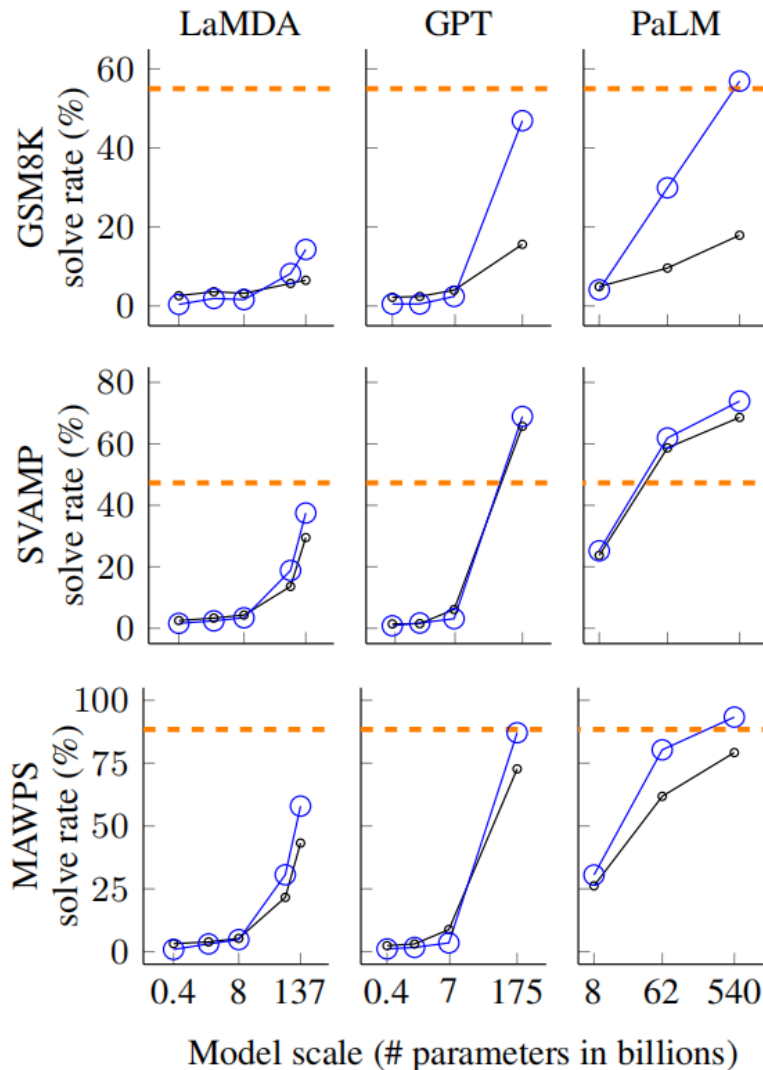 LaMDA GPT PaLM
GSM8K
solve rate (%)
60
40
20
0
SVAMP
solve rate (%)
80
60
40
20
0
MAWPS
solve rate (%)
100
75
50
25
0
0.4 8 137 0.4 7 175 8 62 540
Model scale (# parameters in billions)